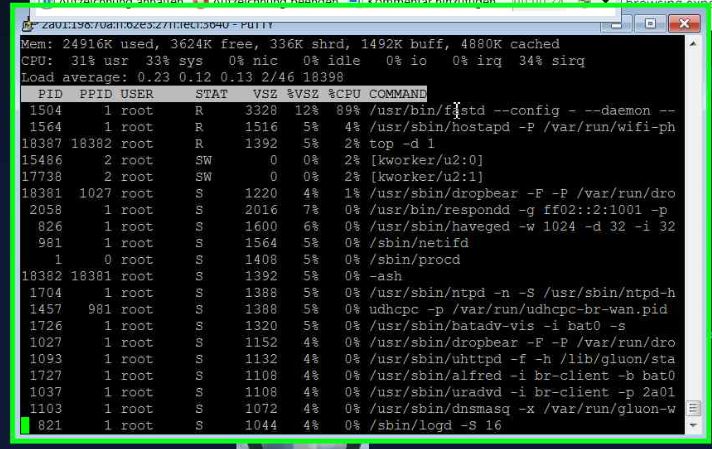 2a01:198:70a:
PuTTY
Mem: 24916K used, 3624K free, 336K shrd, 1492K buff, 4880K cached
CPU:  31% usr  33% sys   0% nic   0% idle   0% io   0% irq  34% sirq
Load average: 0.23 0.12 0.13 2/46 18398
PID  PPID USER     STAT   VSZ %VSZ %CPU COMMAND
1504     1 root     R     3328  12%  89% /usr/bin/fastd --config - --daemon --
1564     1 root     R     1516   5%   4% /usr/sbin/hostapd -P /var/run/wifi-ph
18387 18382 root     R     1392   5%   2% top -d 1
15486     2 root     SW       0   0%   2% [kworker/u2:0]
17738     2 root     SW       0   0%   2% [kworker/u2:1]
18381  1027 root     S     1220   4%   1% /usr/sbin/dropbear -F -P /var/run/dro
2058     1 root     S     2016   7%   0% /usr/bin/respondd -g ff02::2:1001 -p
826     1 root     S     1600   6%   0% /usr/sbin/haveged -w 1024 -d 32 -i 32
981     1 root     S     1564   5%   0% /sbin/netifd
1     0 root     S     1408   5%   0% /sbin/procd
18382 18381 root     S     1392   5%   0% -ash
1704     1 root     S     1388   5%   0% /usr/sbin/ntpd -n -S /usr/sbin/ntpd-h
1457   981 root     S     1388   5%   0% udhcpc -p /var/run/udhcpc-br-wan.pid
1726     1 root     S     1320   5%   0% /usr/sbin/batadv-vis -i bat0 -s
1027     1 root     S     1152   4%   0% /usr/sbin/dropbear -F -P /var/run/dro
1093     1 root     S     1132   4%   0% /usr/sbin/uhttpd -f -h /lib/gluon/sta
1727     1 root     S     1108   4%   0% /usr/sbin/alfred -i br-client -b bat0
1037     1 root     S     1108   4%   0% /usr/sbin/uradvd -i br-client -p 2a01
1103     1 root     S     1072   4%   0% /usr/sbin/dnsmasq -x /var/run/gluon-w
821     1 root     S     1044   4%   0% /sbin/logd -S 16